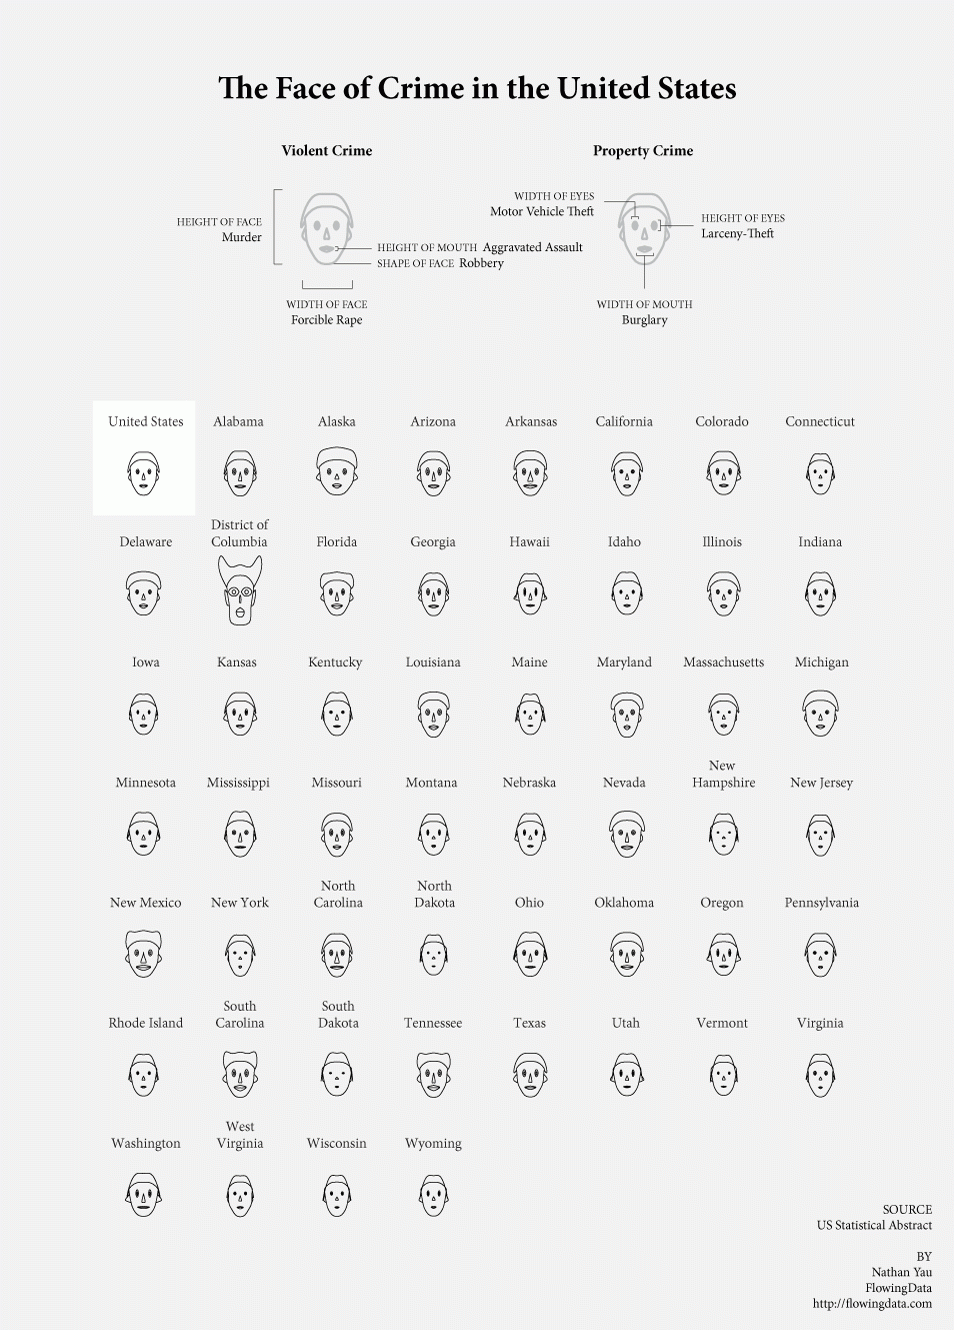 The Face of Crime in the United States
Violent Crime
Property Crime
HEIGHT OF FACE
Murder
HEIGHT OF MOUTH Aggravated Assault
SHAPE OF FACE Robbery
WIDTH OF FACE
Forcible Rape
WIDTH OF EYES
Motor Vehicle Theft
HEIGHT OF EYES
Larceny-Theft
WIDTH OF MOUTH
Burglary
United States
Alabama
Alaska
Arizona
Arkansas
California
Colorado
Connecticut
Delaware
District of
Columbia
Florida
Georgia
Hawaii
Idaho
Illinois
Indiana
Iowa
Kansas
Kentucky
Louisiana
Maine
Maryland
Massachusetts
Michigan
Minnesota
Mississippi
Missouri
Montana
Nebraska
Nevada
New
Hampshire
New Jersey
New Mexico
New York
North
Carolina
North
Dakota
Ohio
Oklahoma
Oregon
Pennsylvania
Rhode Island
South
Carolina
South
Dakota
Tennessee
Texas
Utah
Vermont
Virginia
Washington
West
Virginia
Wisconsin
Wyoming
SOURCE
US Statistical Abstract
BY
Nathan Yau
FlowingData
http://flowingdata.com